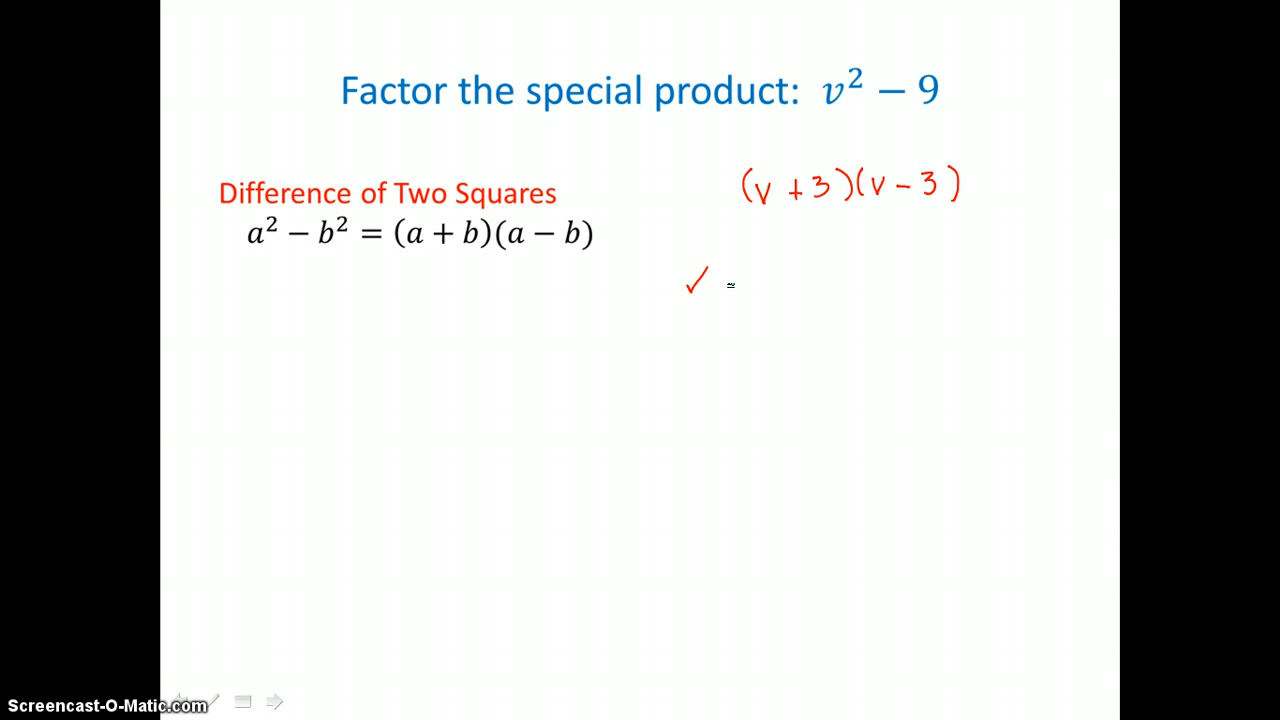 Factor the special product: 𝑣² − 9
Difference of Two Squares
𝑎² − 𝑏² = (𝑎 + 𝑏)(𝑎 − 𝑏)
(v + 3)(v − 3)
✓
Screencast-O-Matic.com